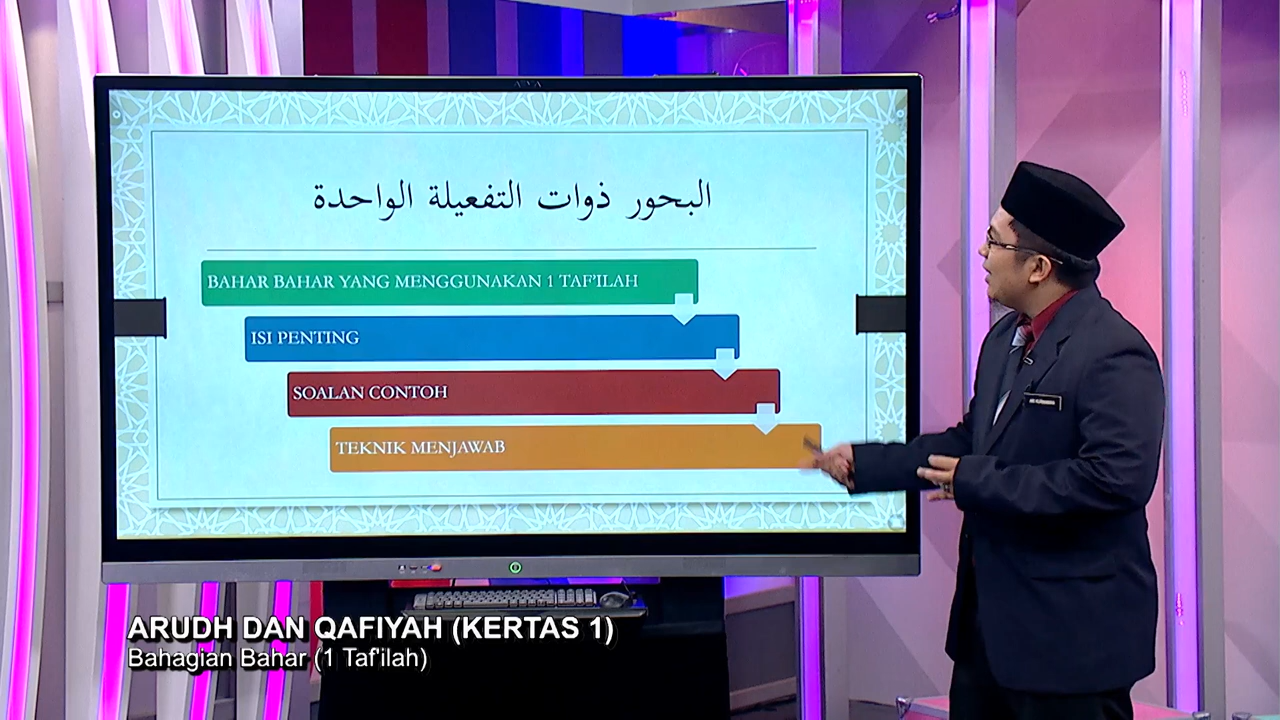 البحور ذوات التفعيلة الواحدة
BAHAR BAHAR YANG MENGGUNAKAN 1 TAF'ILAH
ISI PENTING
SOALAN CONTOH
TEKNIK MENJAWAB
ARUDH DAN QAFIYAH (KERTAS 1)
Bahagian Bahar (1 Taf'ilah)